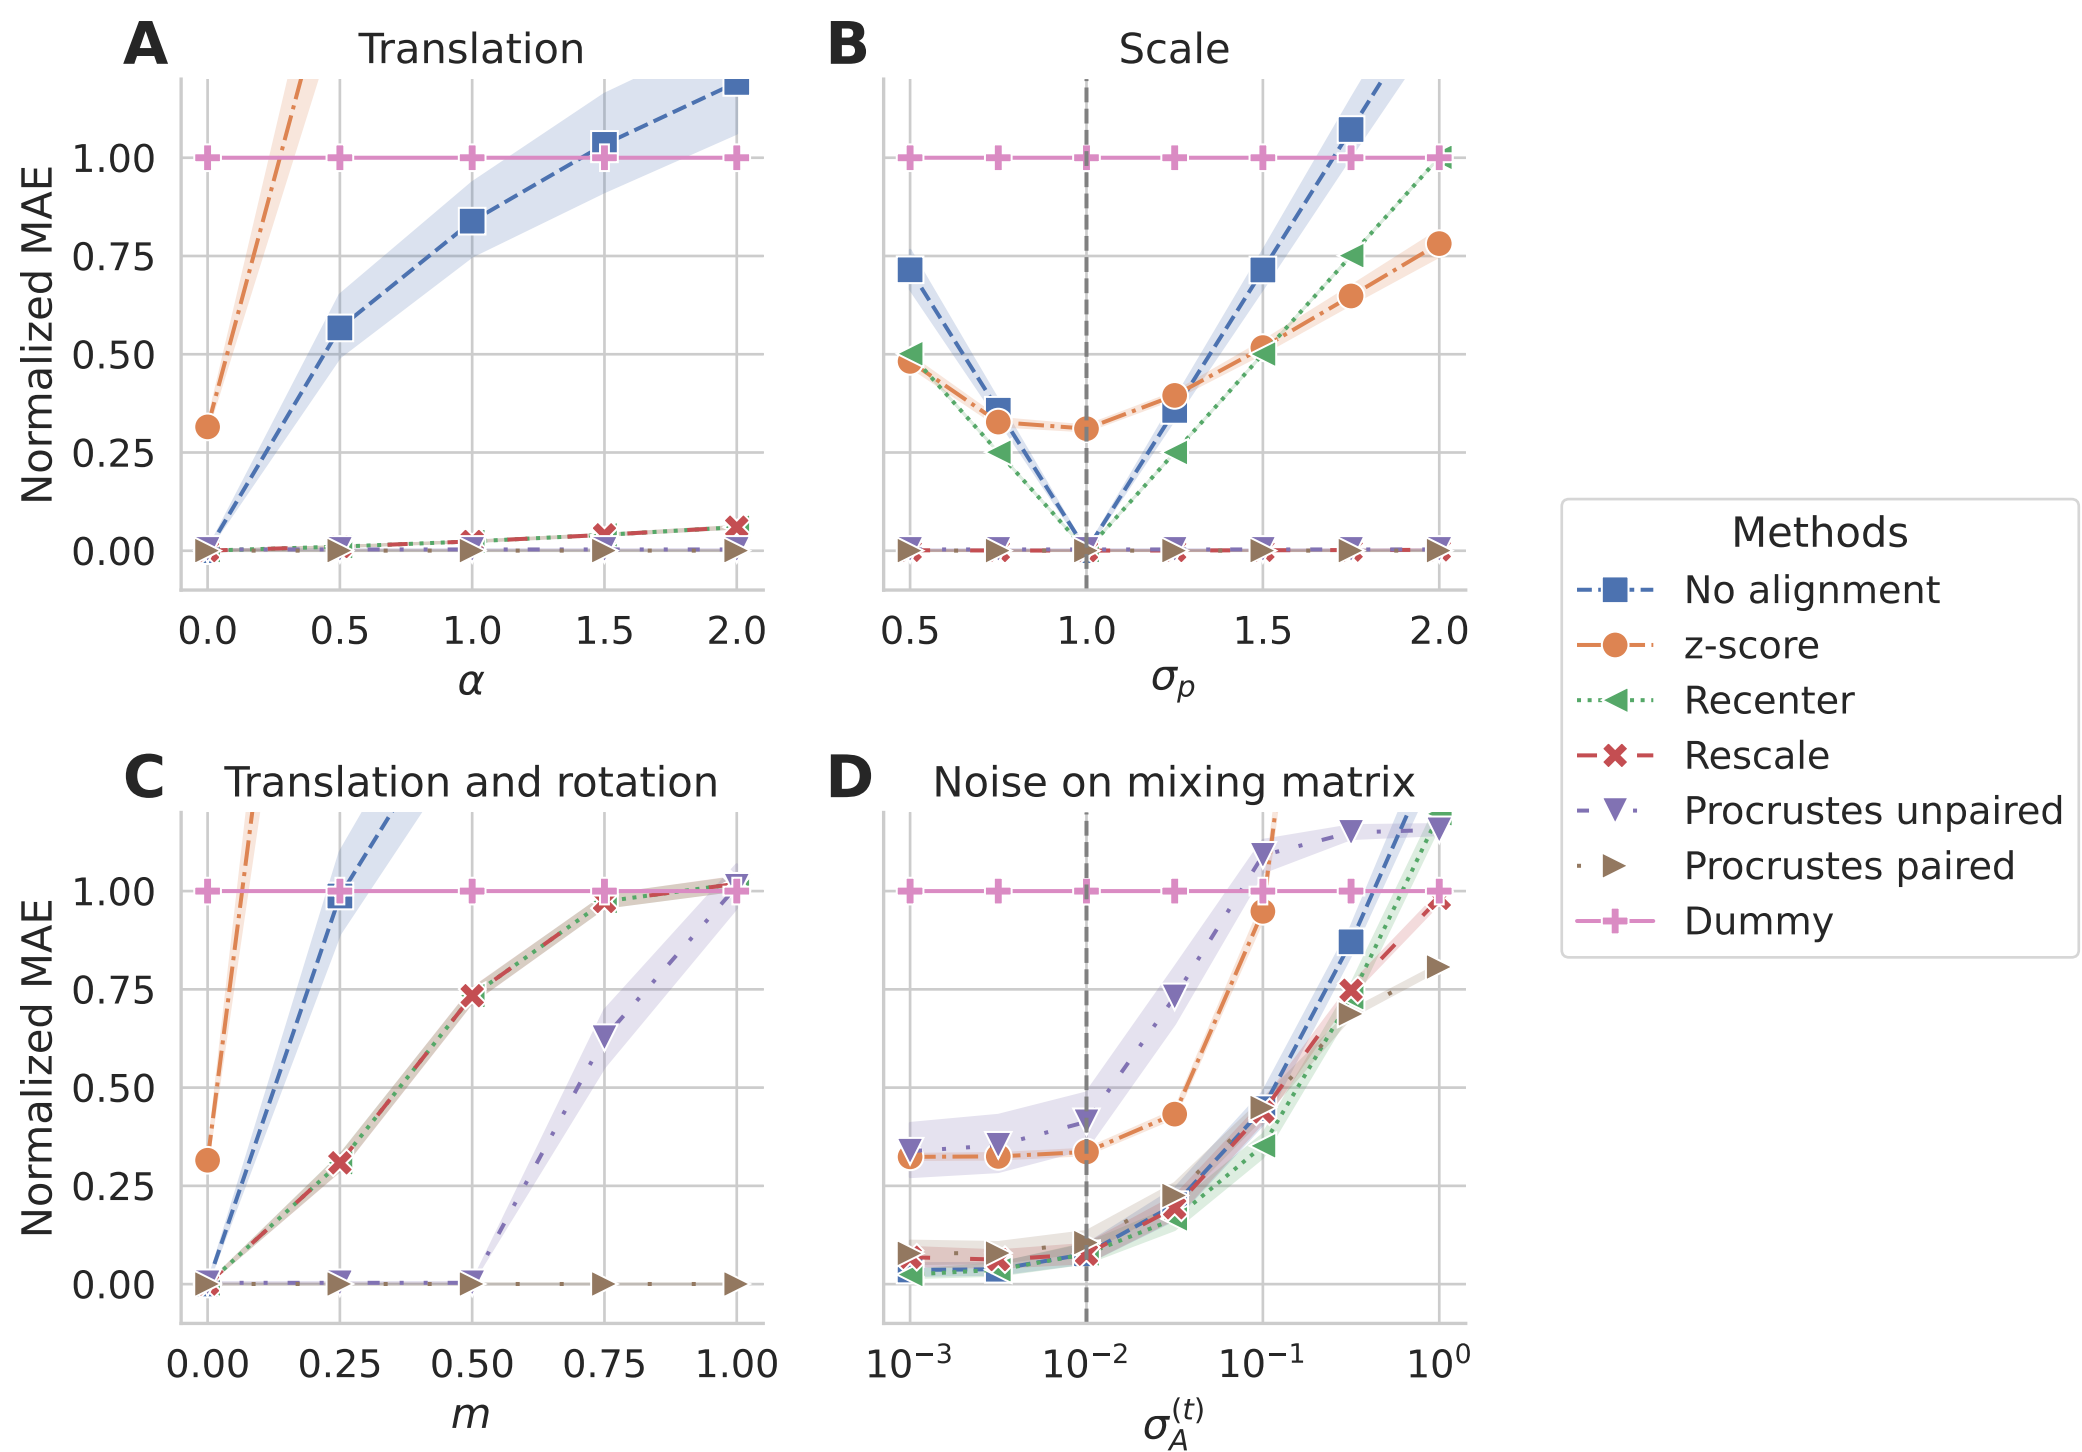 A Translation
Normalized MAE
1.00
0.75
0.50
0.25
0.00
0.0 0.5 1.0 1.5 2.0
α
B Scale
0.5 1.0 1.5 2.0
σₚ
C Translation and rotation
Normalized MAE
1.00
0.75
0.50
0.25
0.00
0.00 0.25 0.50 0.75 1.00
m
D Noise on mixing matrix
10⁻³ 10⁻² 10⁻¹ 10⁰
σ_A^(t)
Methods
No alignment
z-score
Recenter
Rescale
Procrustes unpaired
Procrustes paired
Dummy